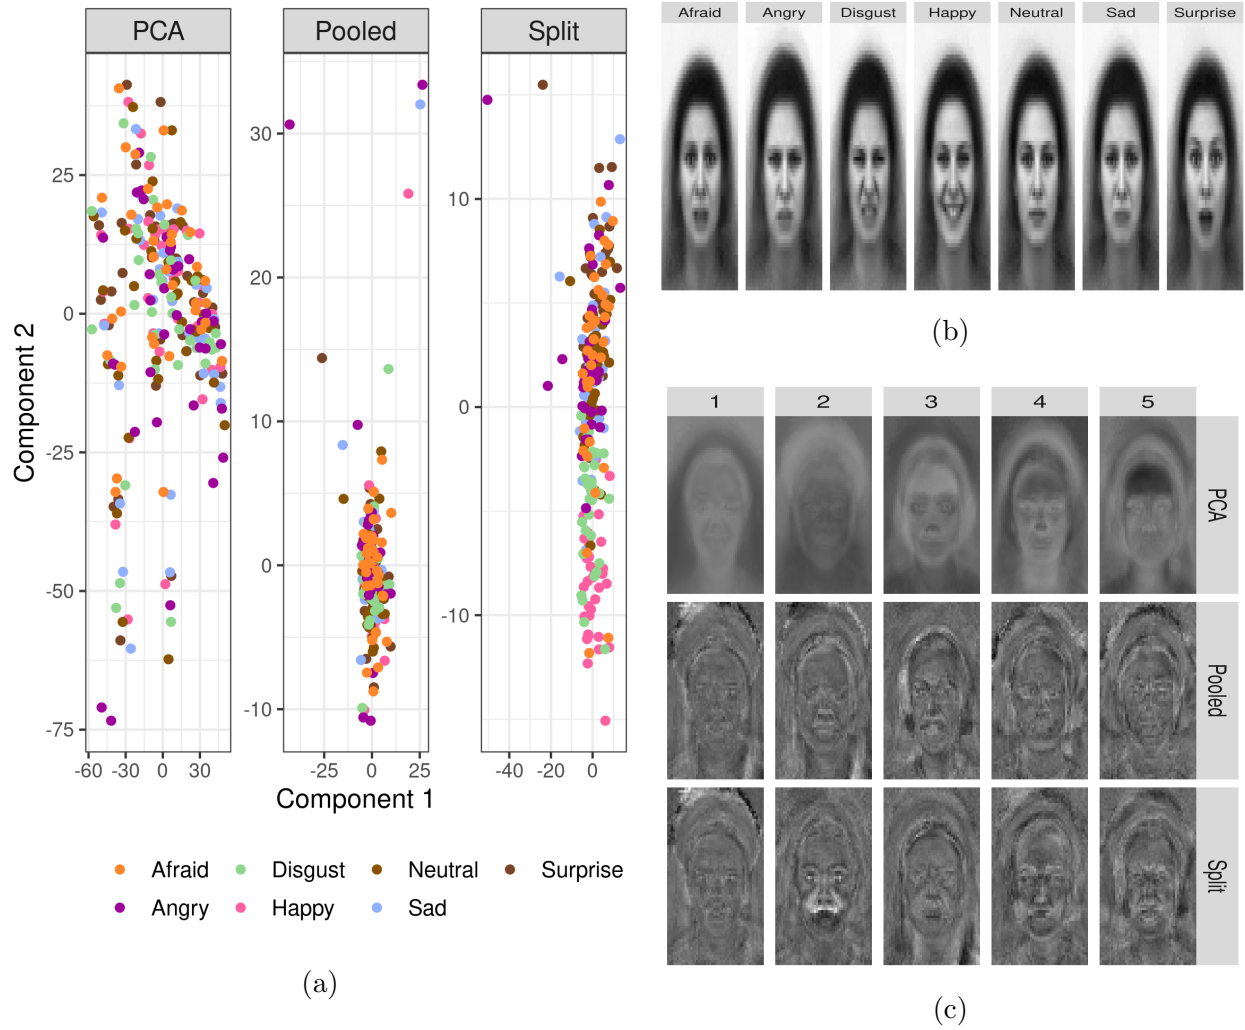 PCA Pooled Split
Component 2
25
0
-25
-50
-75
30
20
10
0
-10
10
0
-10
-60 -30 0 30
-25 0 25
-40 -20 0
Component 1
Afraid Disgust Neutral Surprise
Angry Happy Sad
(a)
Afraid Angry Disgust Happy Neutral Sad Surprise
(b)
1 2 3 4 5
PCA
Pooled
Split
(c)